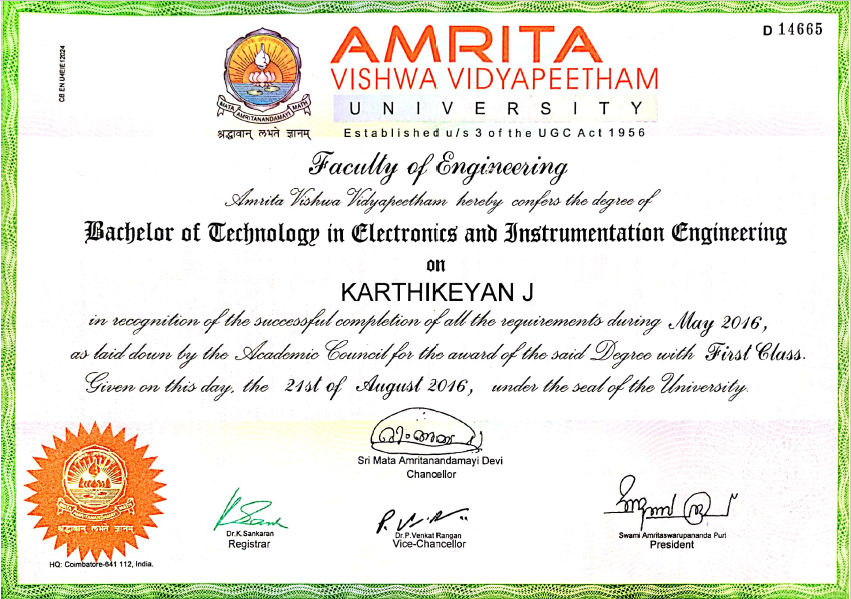 D 14665
CB EN U4EIE12024
AMRITA
VISHWA VIDYAPEETHAM
UNIVERSITY
Established u/s 3 of the UGC Act 1956
MATA AMRITANANDAMAYI MATH
श्रद्धावान् लभते ज्ञानम्
Faculty of Engineering
Amrita Vishwa Vidyapeetham hereby confers the degree of
Bachelor of Technology in Electronics and Instrumentation Engineering
on
KARTHIKEYAN J
in recognition of the successful completion of all the requirements during May 2016,
as laid down by the Academic Council for the award of the said Degree with First Class.
Given on this day, the 21st of August 2016, under the seal of the University.
Sri Mata Amritanandamayi Devi
Chancellor
श्रद्धावान् लभते ज्ञानम्
Dr.K.Sankaran
Registrar
Dr.P.Venkat Rangan
Vice-Chancellor
Swami Amritaswarupananda Puri
President
HQ: Coimbatore-641 112, India.